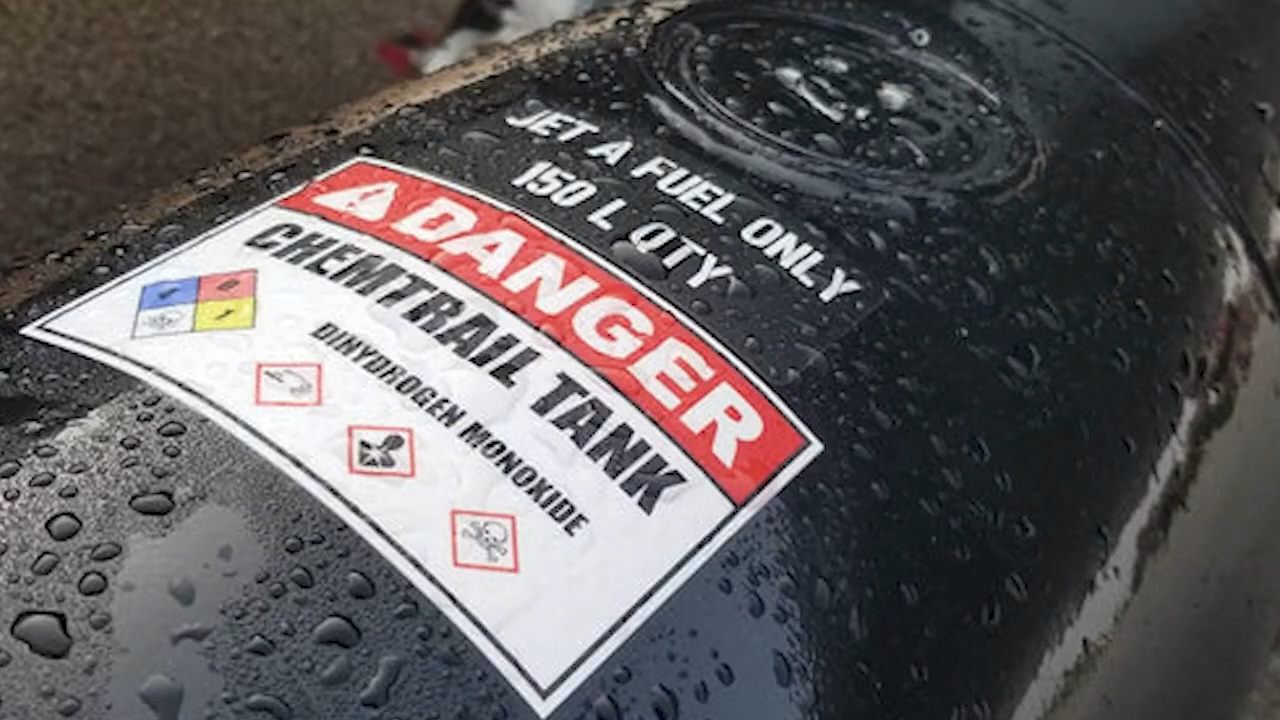 JET A FUEL ONLY
150 L QTY
DANGER
CHEMTRAIL TANK
DIHYDROGEN MONOXIDE